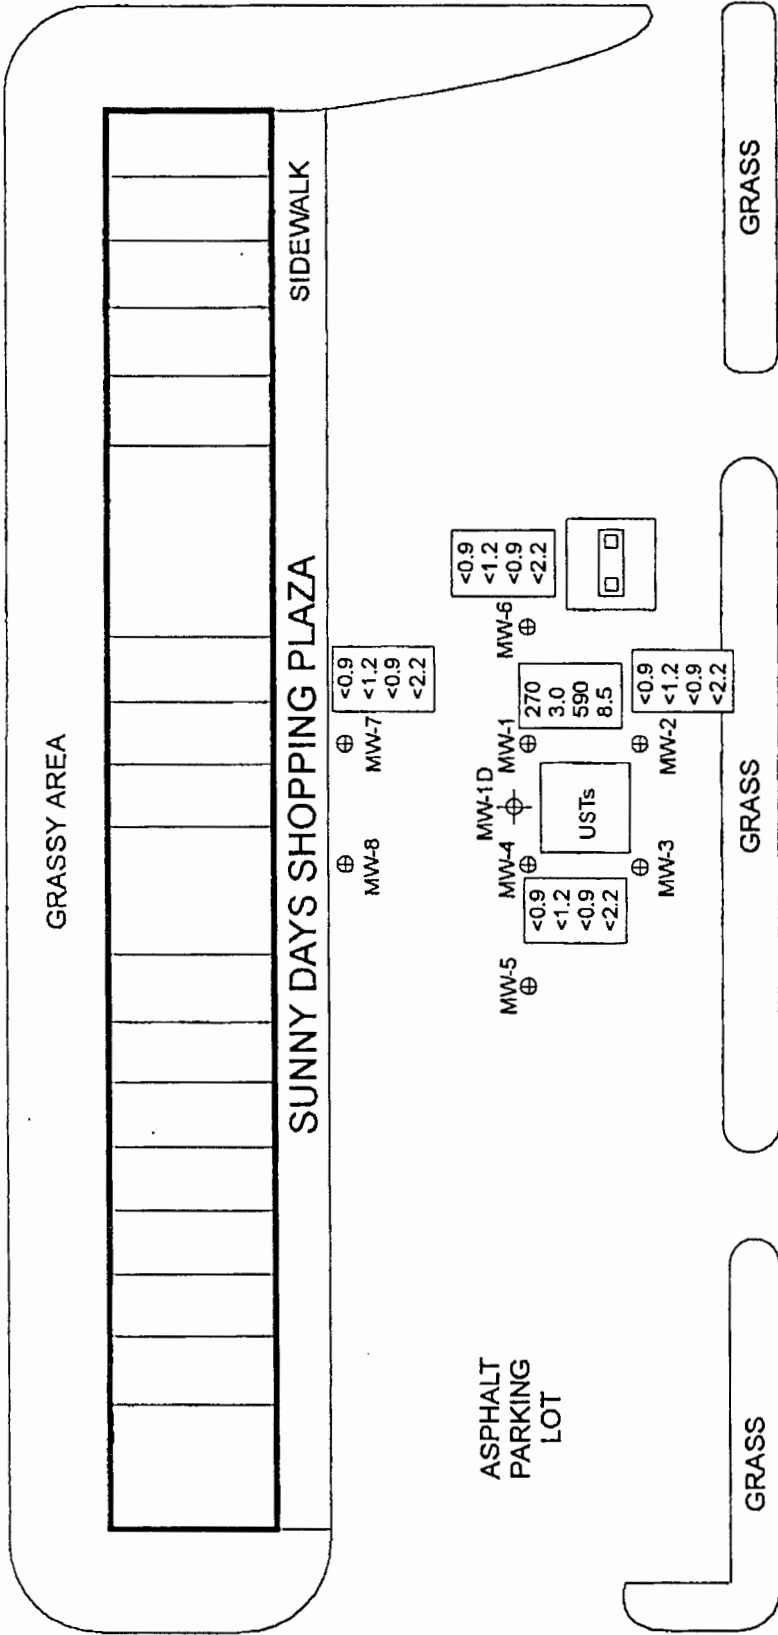 GRASSY AREA
SUNNY DAYS SHOPPING PLAZA
SIDEWALK
MW-8
MW-7
<0.9
<1.2
<0.9
<2.2
MW-5
MW-4
<0.9
<1.2
<0.9
<2.2
MW-1D
MW-1
270
3.0
590
8.5
MW-6
<0.9
<1.2
<0.9
<2.2
USTs
MW-3
MW-2
<0.9
<1.2
<0.9
<2.2
ASPHALT
PARKING
LOT
GRASS
GRASS
GRASS